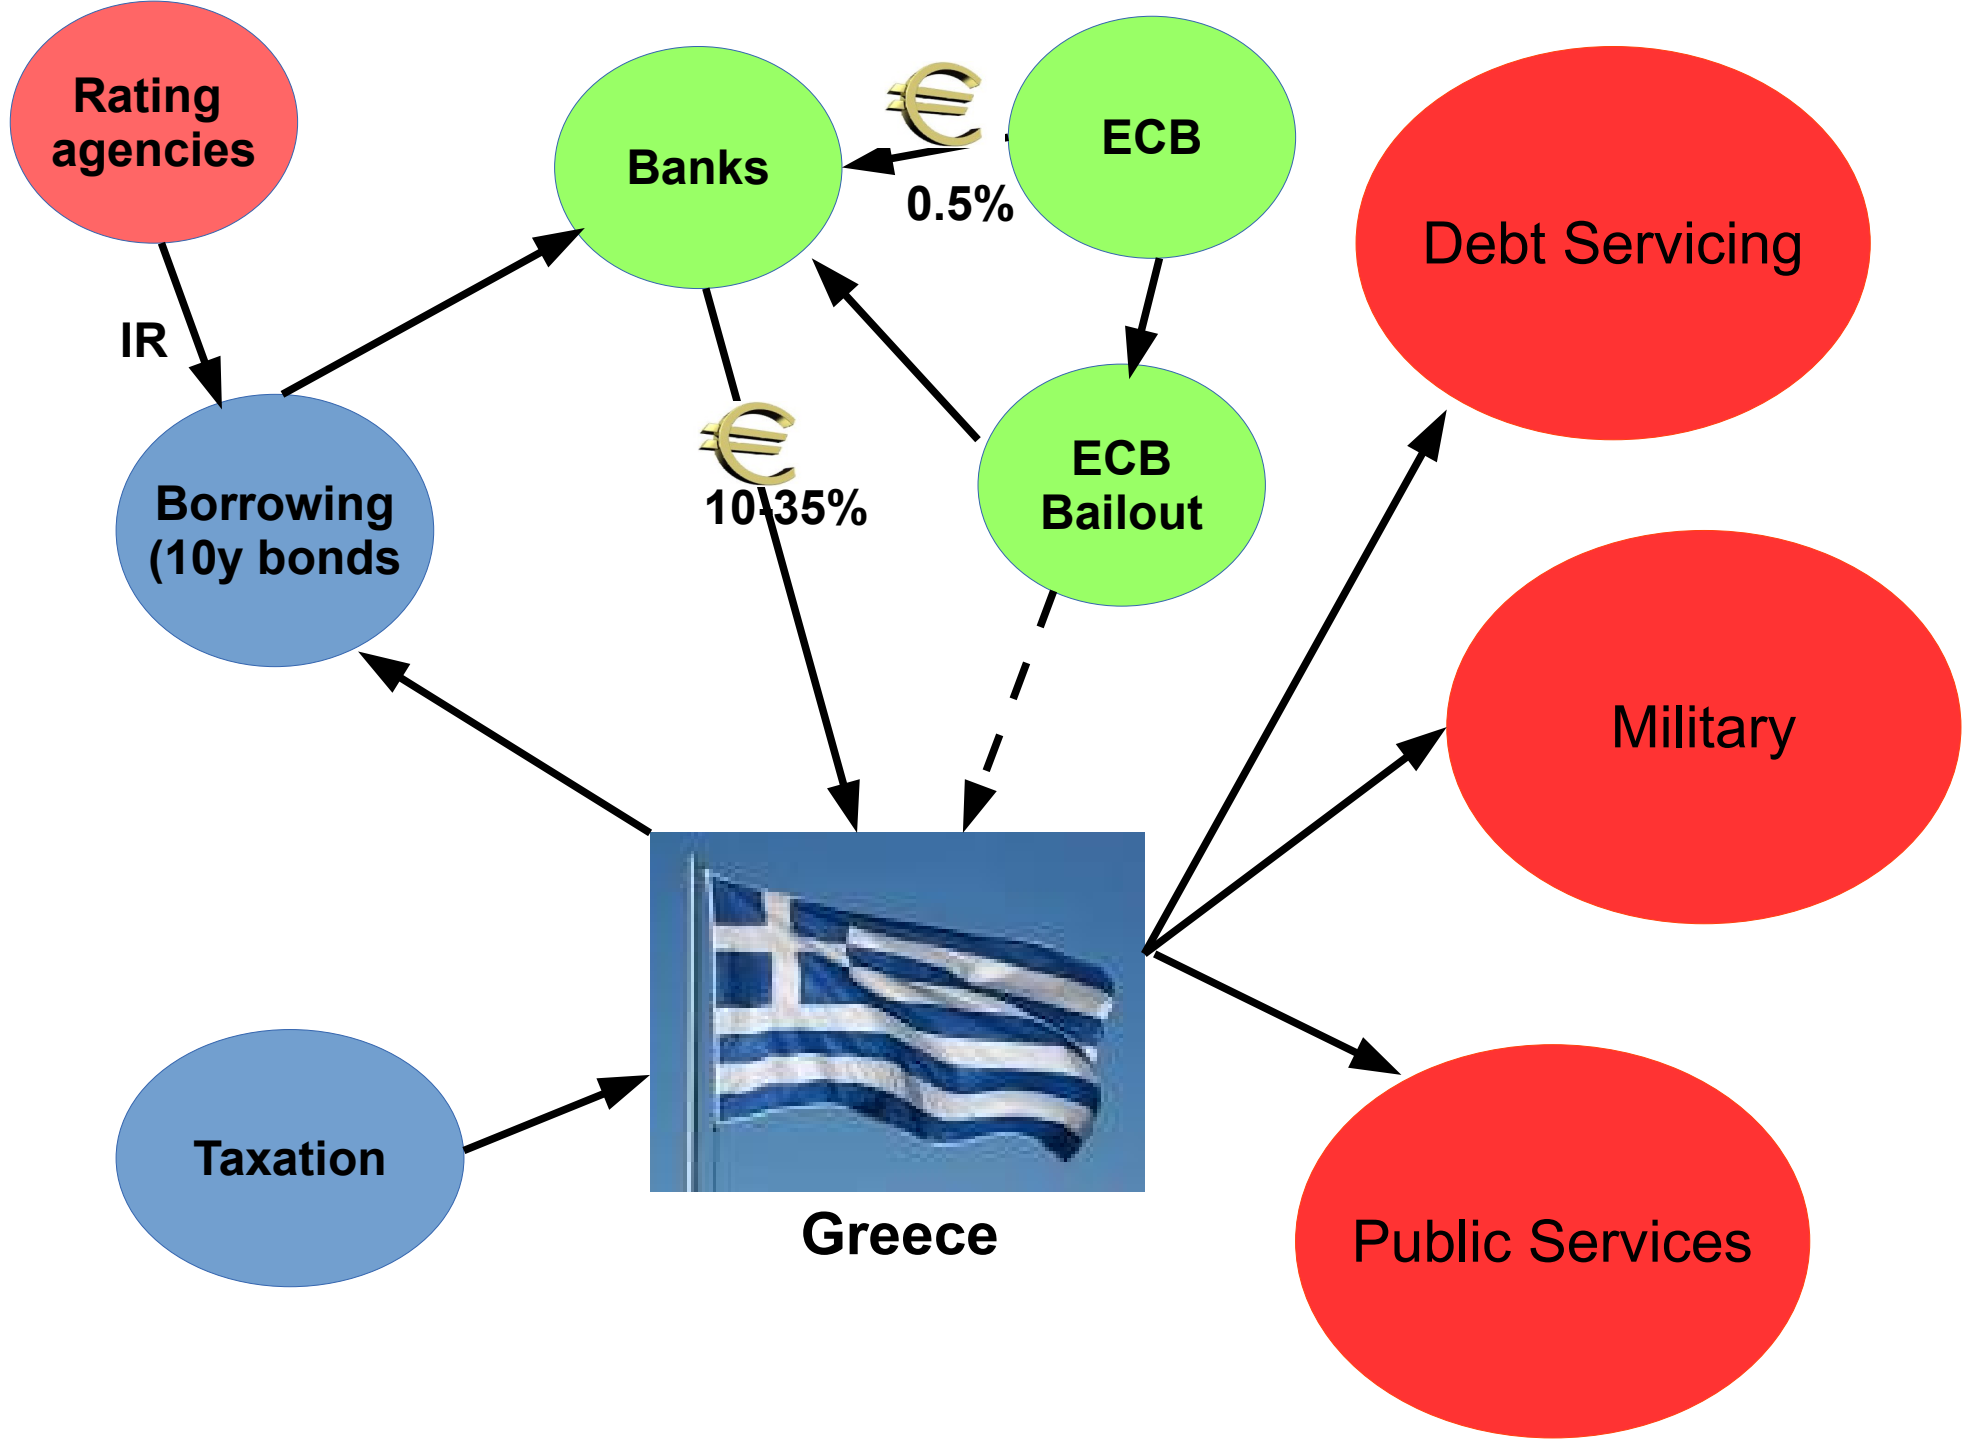 Rating
agencies
Banks
ECB
0.5%
Debt Servicing
IR
ECB
Bailout
10-35%
Borrowing
(10y bonds
Military
Taxation
Greece
Public Services